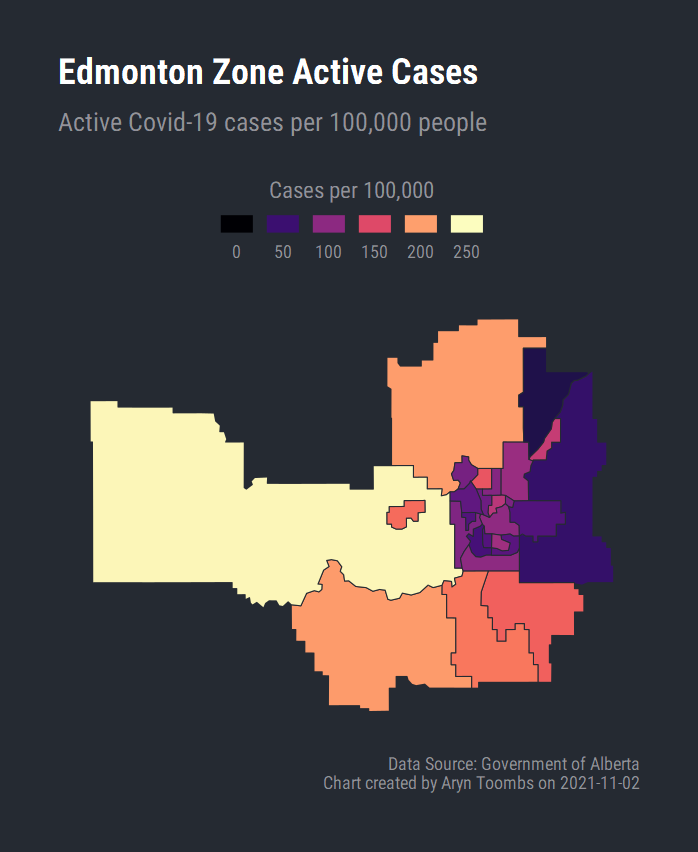 Edmonton Zone Active Cases
Active Covid-19 cases per 100,000 people
Cases per 100,000
0 50 100 150 200 250
Data Source: Government of Alberta
Chart created by Aryn Toombs on 2021-11-02